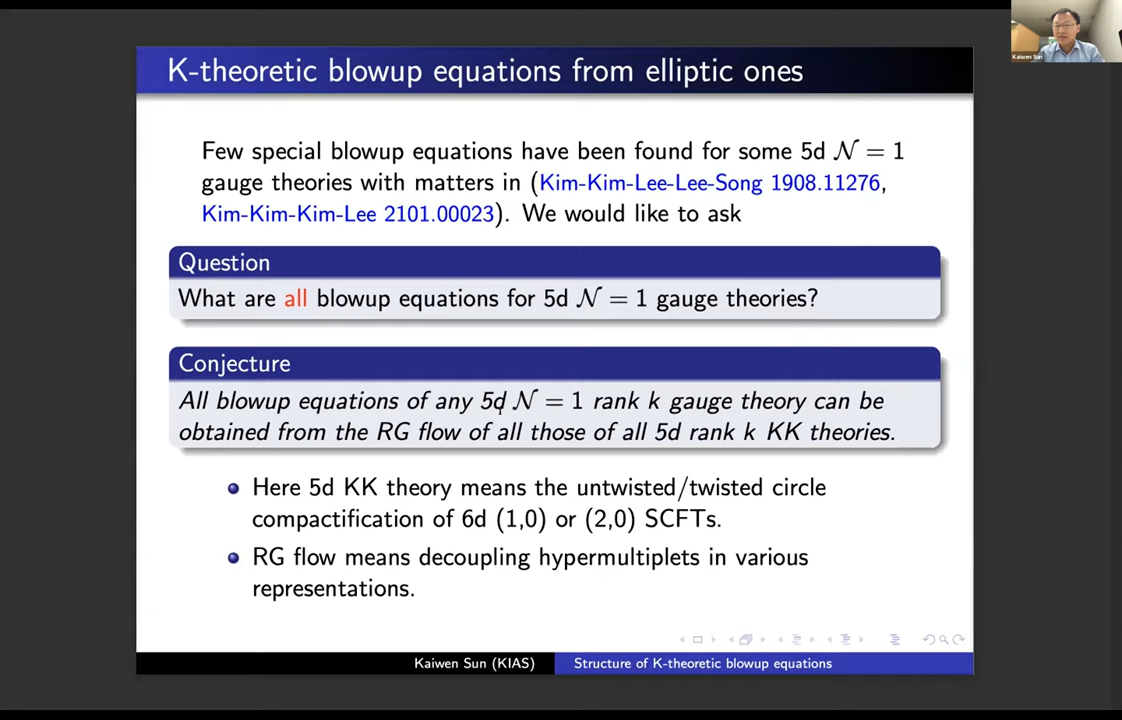 Kaiwen Sun
K-theoretic blowup equations from elliptic ones
Few special blowup equations have been found for some 5d 𝒩 = 1
gauge theories with matters in (Kim-Kim-Lee-Lee-Song 1908.11276,
Kim-Kim-Kim-Lee 2101.00023). We would like to ask
Question
What are all blowup equations for 5d 𝒩 = 1 gauge theories?
Conjecture
All blowup equations of any 5d 𝒩 = 1 rank k gauge theory can be
obtained from the RG flow of all those of all 5d rank k KK theories.
Here 5d KK theory means the untwisted/twisted circle
compactification of 6d (1,0) or (2,0) SCFTs.
RG flow means decoupling hypermultiplets in various
representations.
Kaiwen Sun (KIAS) Structure of K-theoretic blowup equations